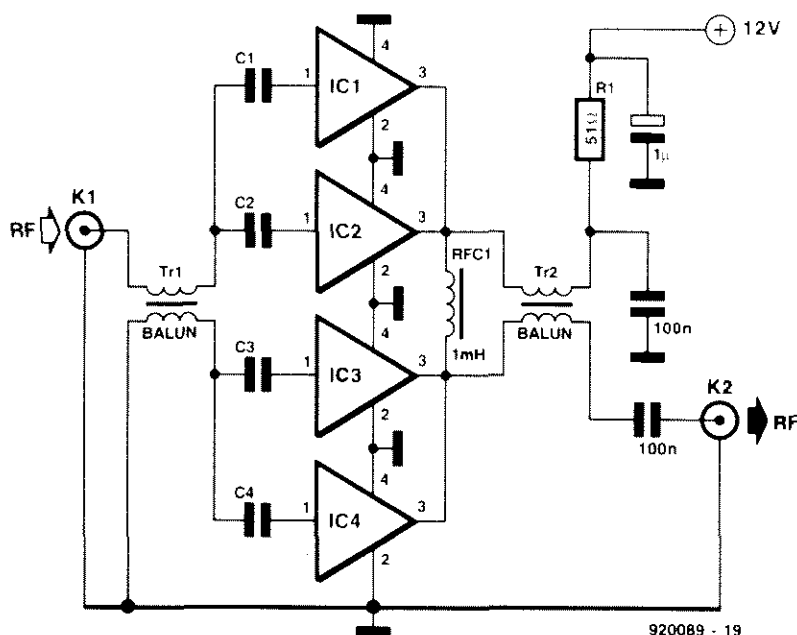 12V
C1
4
R1
1
IC1
3
51Ω
2
1µ
K1
C2
4
RF
1
IC2
3
Tr1
RFC1
Tr2
2
BALUN
BALUN
C3
4
1mH
100n
1
IC3
3
K2
2
RF
C4
4
100n
1
IC4
3
2
920089 - 19